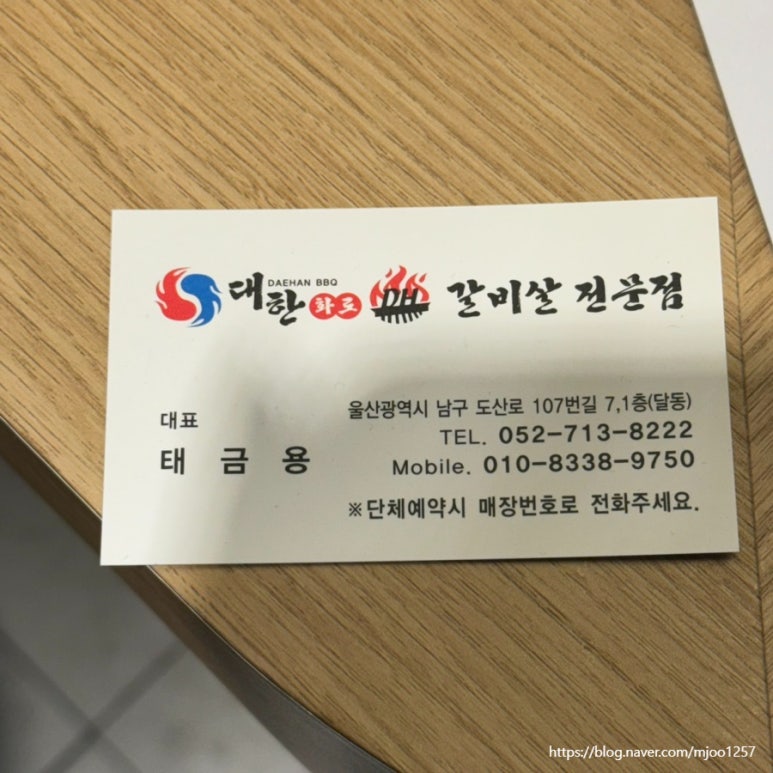 DAEHAN BBQ
대한 화로 DH 갈비살 전문점
대표
태 금 용
울산광역시 남구 도산로 107번길 7,1층(달동)
TEL. 052-713-8222
Mobile. 010-8338-9750
※단체예약시 매장번호로 전화주세요.
https://blog.naver.com/mjoo1257